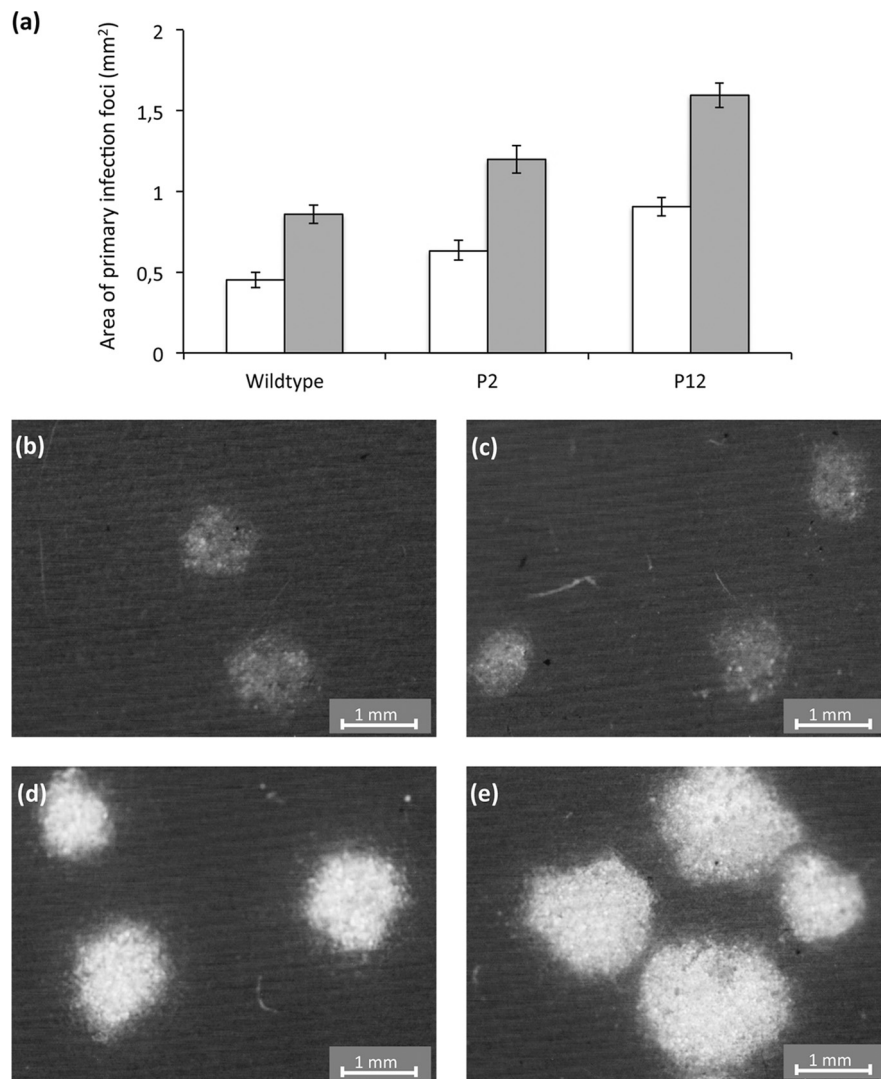 (a)
Area of primary infection foci (mm²)
2
1,5
1
0,5
0
Wildtype P2 P12
(b)
1 mm
(c)
1 mm
(d)
1 mm
(e)
1 mm